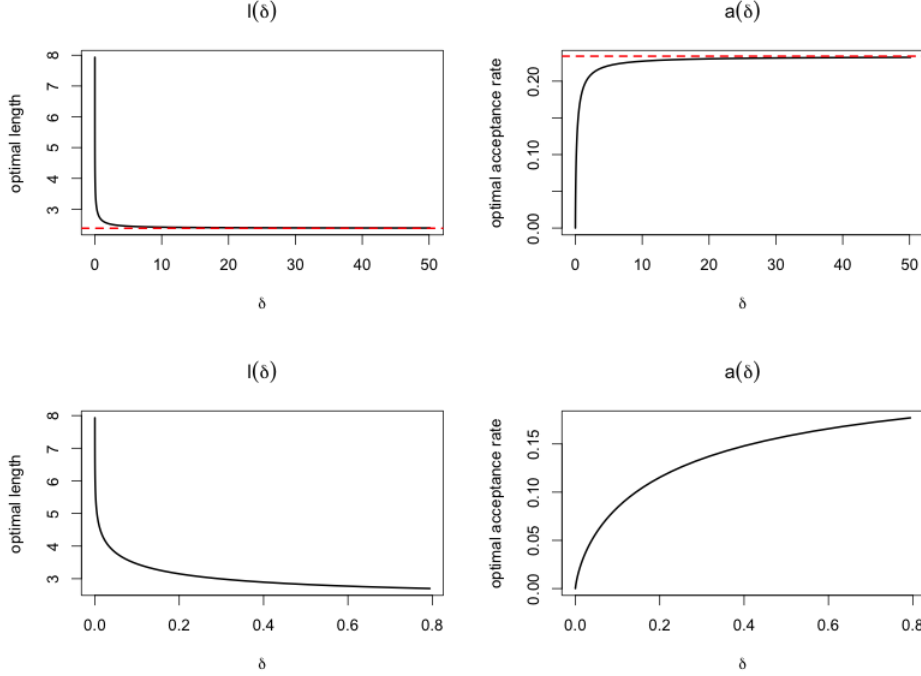 l(δ)
optimal length
8
7
6
5
4
3
0 10 20 30 40 50
δ
a(δ)
optimal acceptance rate
0.20
0.10
0.00
0 10 20 30 40 50
δ
l(δ)
optimal length
8
7
6
5
4
3
0.0 0.2 0.4 0.6 0.8
δ
a(δ)
optimal acceptance rate
0.15
0.10
0.05
0.00
0.0 0.2 0.4 0.6 0.8
δ